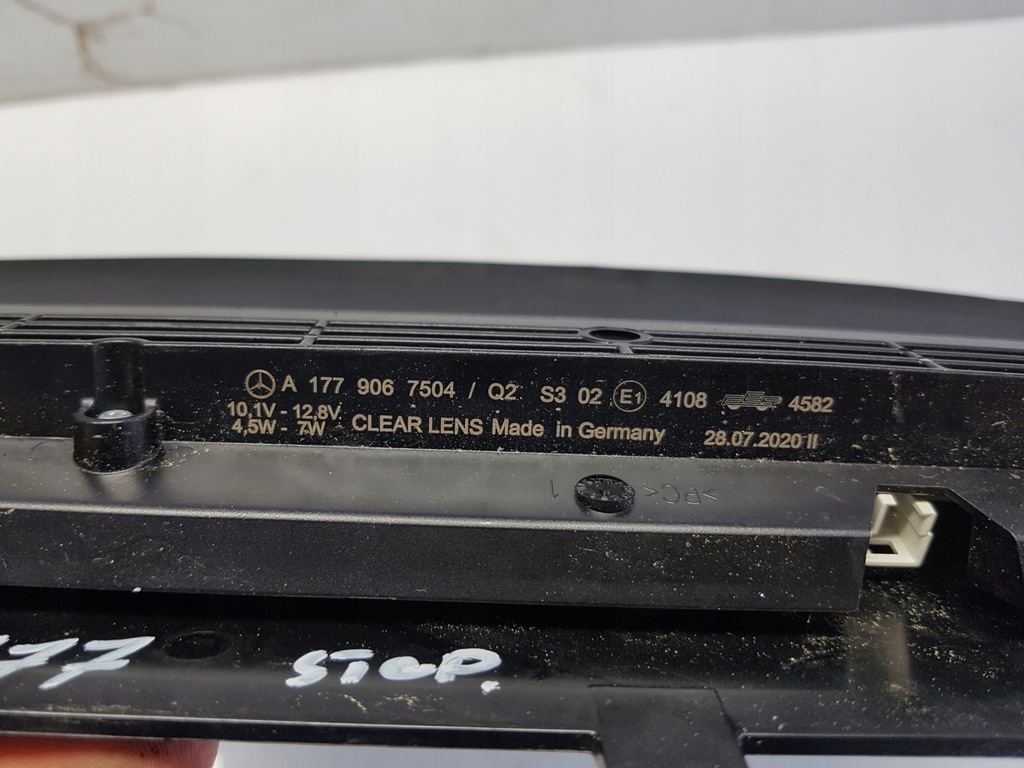 A 177 906 7504 / Q2 S3 02 E1 4108 4582
10,1V - 12,8V
4,5W - 7W CLEAR LENS Made in Germany 28.07.2020 II
>PC< 1
77 STOP.